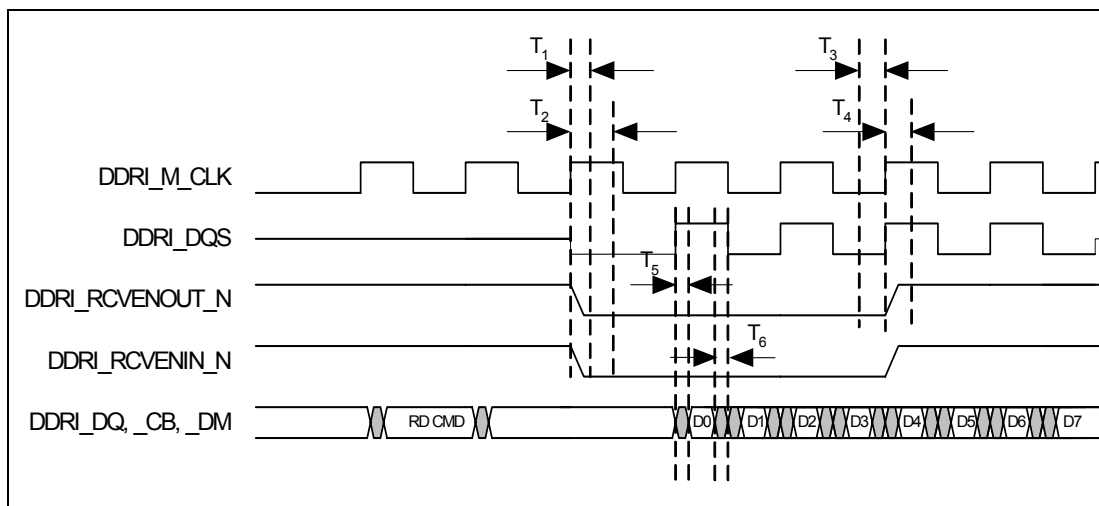 T1
T3
T2
T4
DDRI_M_CLK
DDRI_DQS
T5
DDRI_RCVENOUT_N
T6
DDRI_RCVENIN_N
DDRI_DQ, _CB, _DM
RD CMD
D0
D1
D2
D3
D4
D5
D6
D7